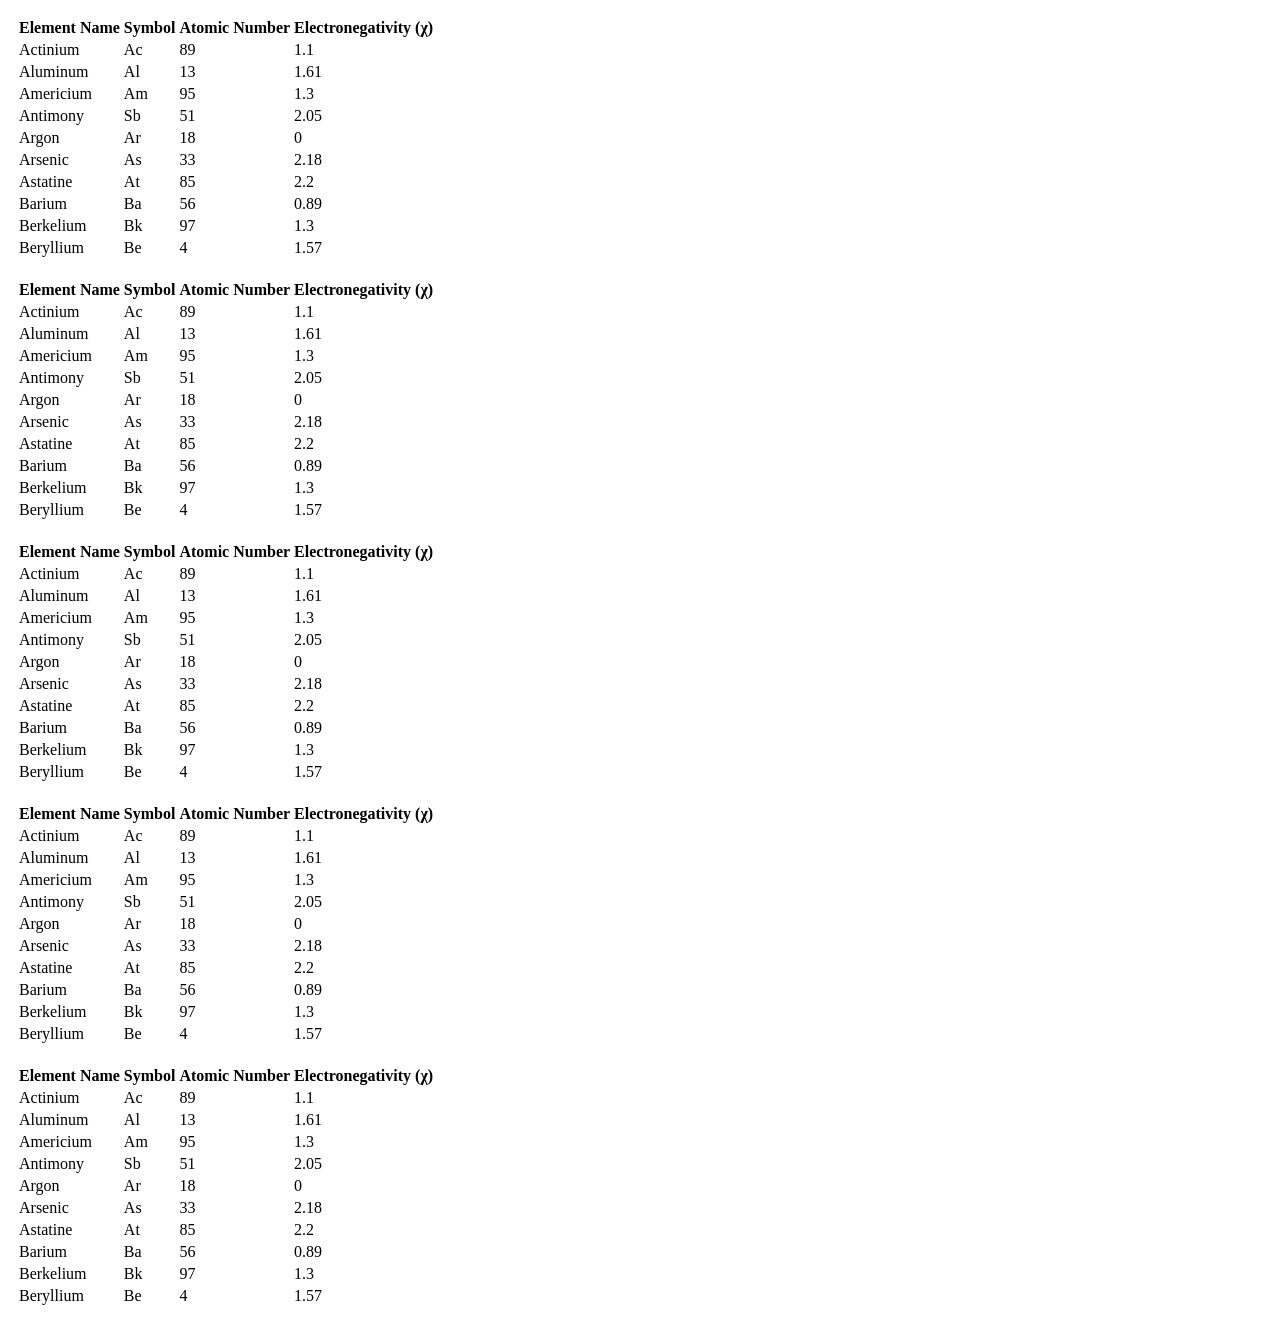 Element Name Symbol Atomic Number Electronegativity (χ)
Actinium Ac 89 1.1
Aluminum Al 13 1.61
Americium Am 95 1.3
Antimony Sb 51 2.05
Argon Ar 18 0
Arsenic As 33 2.18
Astatine At 85 2.2
Barium Ba 56 0.89
Berkelium Bk 97 1.3
Beryllium Be 4 1.57
Element Name Symbol Atomic Number Electronegativity (χ)
Actinium Ac 89 1.1
Aluminum Al 13 1.61
Americium Am 95 1.3
Antimony Sb 51 2.05
Argon Ar 18 0
Arsenic As 33 2.18
Astatine At 85 2.2
Barium Ba 56 0.89
Berkelium Bk 97 1.3
Beryllium Be 4 1.57
Element Name Symbol Atomic Number Electronegativity (χ)
Actinium Ac 89 1.1
Aluminum Al 13 1.61
Americium Am 95 1.3
Antimony Sb 51 2.05
Argon Ar 18 0
Arsenic As 33 2.18
Astatine At 85 2.2
Barium Ba 56 0.89
Berkelium Bk 97 1.3
Beryllium Be 4 1.57
Element Name Symbol Atomic Number Electronegativity (χ)
Actinium Ac 89 1.1
Aluminum Al 13 1.61
Americium Am 95 1.3
Antimony Sb 51 2.05
Argon Ar 18 0
Arsenic As 33 2.18
Astatine At 85 2.2
Barium Ba 56 0.89
Berkelium Bk 97 1.3
Beryllium Be 4 1.57
Element Name Symbol Atomic Number Electronegativity (χ)
Actinium Ac 89 1.1
Aluminum Al 13 1.61
Americium Am 95 1.3
Antimony Sb 51 2.05
Argon Ar 18 0
Arsenic As 33 2.18
Astatine At 85 2.2
Barium Ba 56 0.89
Berkelium Bk 97 1.3
Beryllium Be 4 1.57